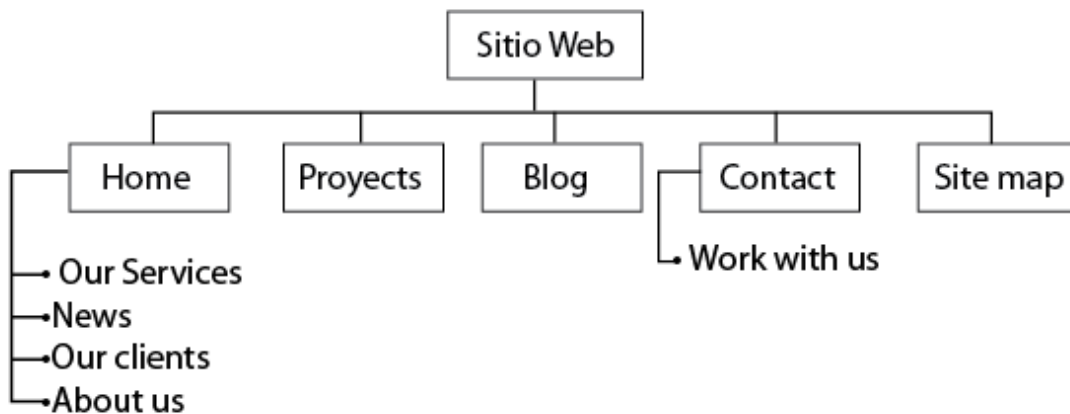 Sitio Web
Home
Proyects
Blog
Contact
Site map
Our Services
News
Our clients
About us
Work with us